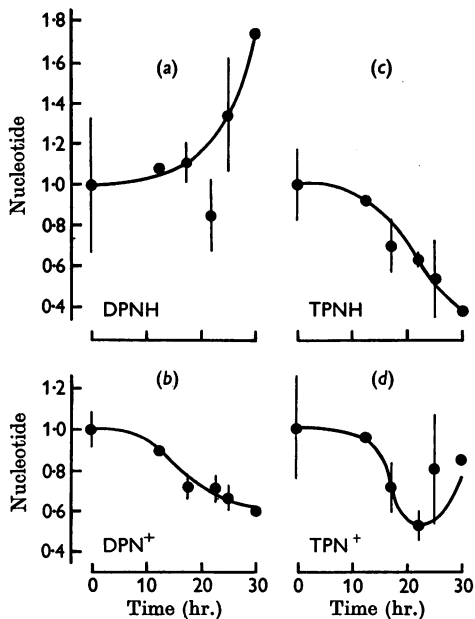 1·8
(a)
(c)
1·6
1·4
1·2
1·0
0·8
0·6
0·4
Nucleotide
DPNH
TPNH
(b)
(d)
1·2
1·0
0·8
0·6
0·4
Nucleotide
DPN+
TPN+
0 10 20 30
0 10 20 30
Time (hr.)
Time (hr.)